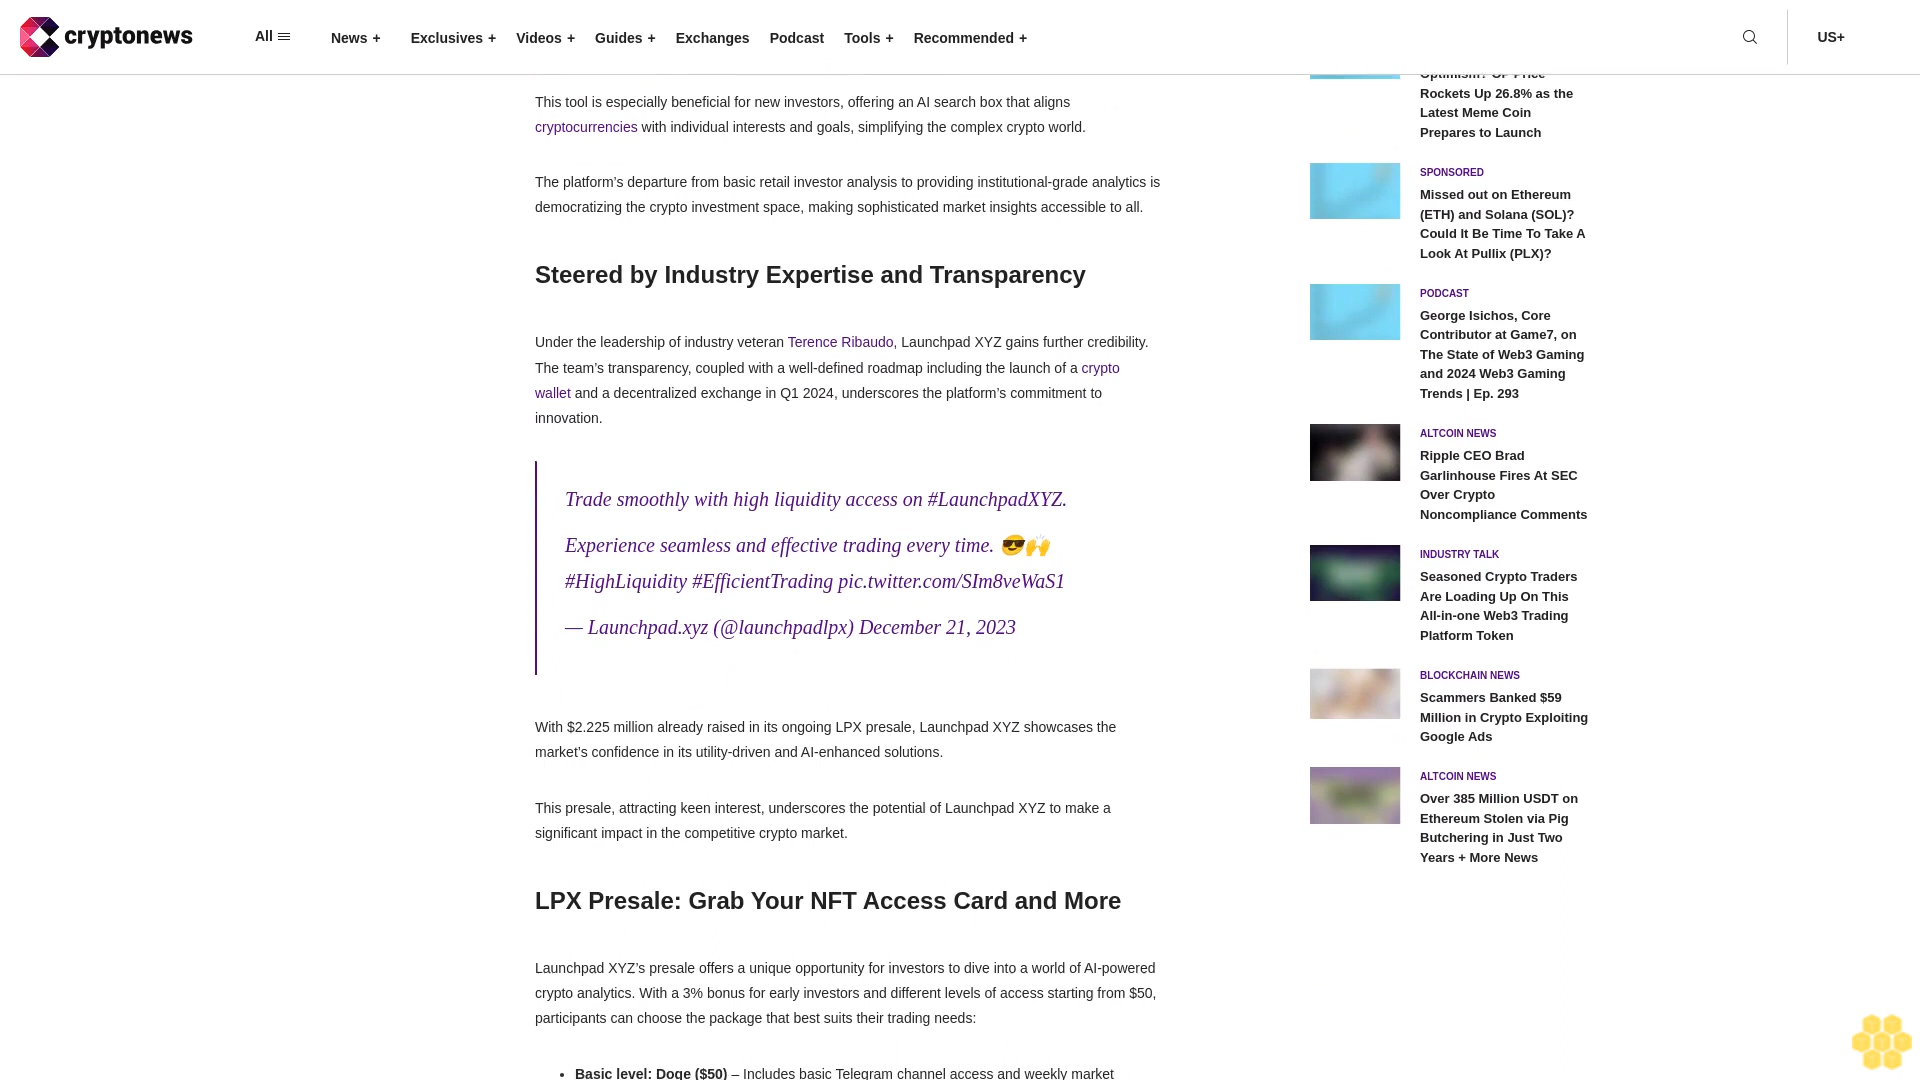 cryptonews
All
News +
Exclusives +
Videos +
Guides +
Exchanges
Podcast
Tools +
Recommended +
US+
This tool is especially beneficial for new investors, offering an AI search box that aligns
cryptocurrencies with individual interests and goals, simplifying the complex crypto world.
The platform’s departure from basic retail investor analysis to providing institutional-grade analytics is
democratizing the crypto investment space, making sophisticated market insights accessible to all.
Steered by Industry Expertise and Transparency
Under the leadership of industry veteran Terence Ribaudo, Launchpad XYZ gains further credibility.
The team’s transparency, coupled with a well-defined roadmap including the launch of a crypto
wallet and a decentralized exchange in Q1 2024, underscores the platform’s commitment to
innovation.
Trade smoothly with high liquidity access on #LaunchpadXYZ.
Experience seamless and effective trading every time. 😎🙌
#HighLiquidity #EfficientTrading pic.twitter.com/SIm8veWaS1
— Launchpad.xyz (@launchpadlpx) December 21, 2023
With $2.225 million already raised in its ongoing LPX presale, Launchpad XYZ showcases the
market’s confidence in its utility-driven and AI-enhanced solutions.
This presale, attracting keen interest, underscores the potential of Launchpad XYZ to make a
significant impact in the competitive crypto market.
LPX Presale: Grab Your NFT Access Card and More
Launchpad XYZ’s presale offers a unique opportunity for investors to dive into a world of AI-powered
crypto analytics. With a 3% bonus for early investors and different levels of access starting from $50,
participants can choose the package that best suits their trading needs:
• Basic level: Doge ($50) – Includes basic Telegram channel access and weekly market
Optimism? OP Price
Rockets Up 26.8% as the
Latest Meme Coin
Prepares to Launch
SPONSORED
Missed out on Ethereum
(ETH) and Solana (SOL)?
Could It Be Time To Take A
Look At Pullix (PLX)?
PODCAST
George Isichos, Core
Contributor at Game7, on
The State of Web3 Gaming
and 2024 Web3 Gaming
Trends | Ep. 293
ALTCOIN NEWS
Ripple CEO Brad
Garlinhouse Fires At SEC
Over Crypto
Noncompliance Comments
INDUSTRY TALK
Seasoned Crypto Traders
Are Loading Up On This
All-in-one Web3 Trading
Platform Token
BLOCKCHAIN NEWS
Scammers Banked $59
Million in Crypto Exploiting
Google Ads
ALTCOIN NEWS
Over 385 Million USDT on
Ethereum Stolen via Pig
Butchering in Just Two
Years + More News